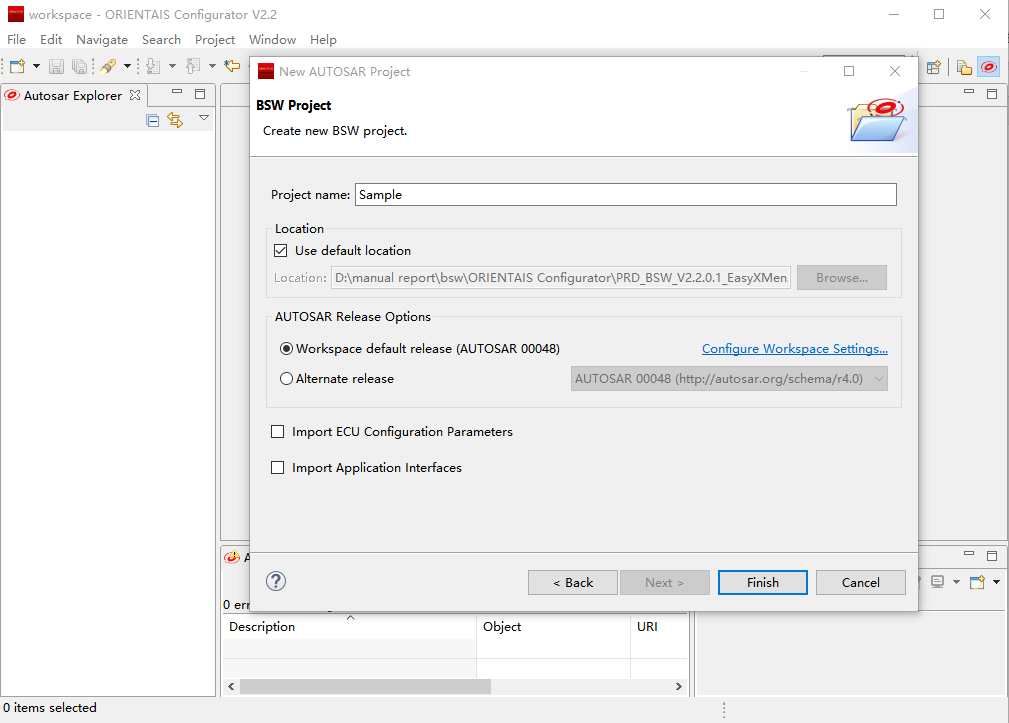 workspace - ORIENTAIS Configurator V2.2
File Edit Navigate Search Project Window Help
Autosar Explorer
New AUTOSAR Project
BSW Project
Create new BSW project.
Project name: Sample
Location
Use default location
Location: D:\manual report\bsw\ORIENTAIS Configurator\PRD_BSW_V2.2.0.1_EasyXMen Browse...
AUTOSAR Release Options
Workspace default release (AUTOSAR 00048) Configure Workspace Settings...
Alternate release AUTOSAR 00048 (http://autosar.org/schema/r4.0)
Import ECU Configuration Parameters
Import Application Interfaces
< Back Next > Finish Cancel
A
0 err
Description Object URI
0 items selected